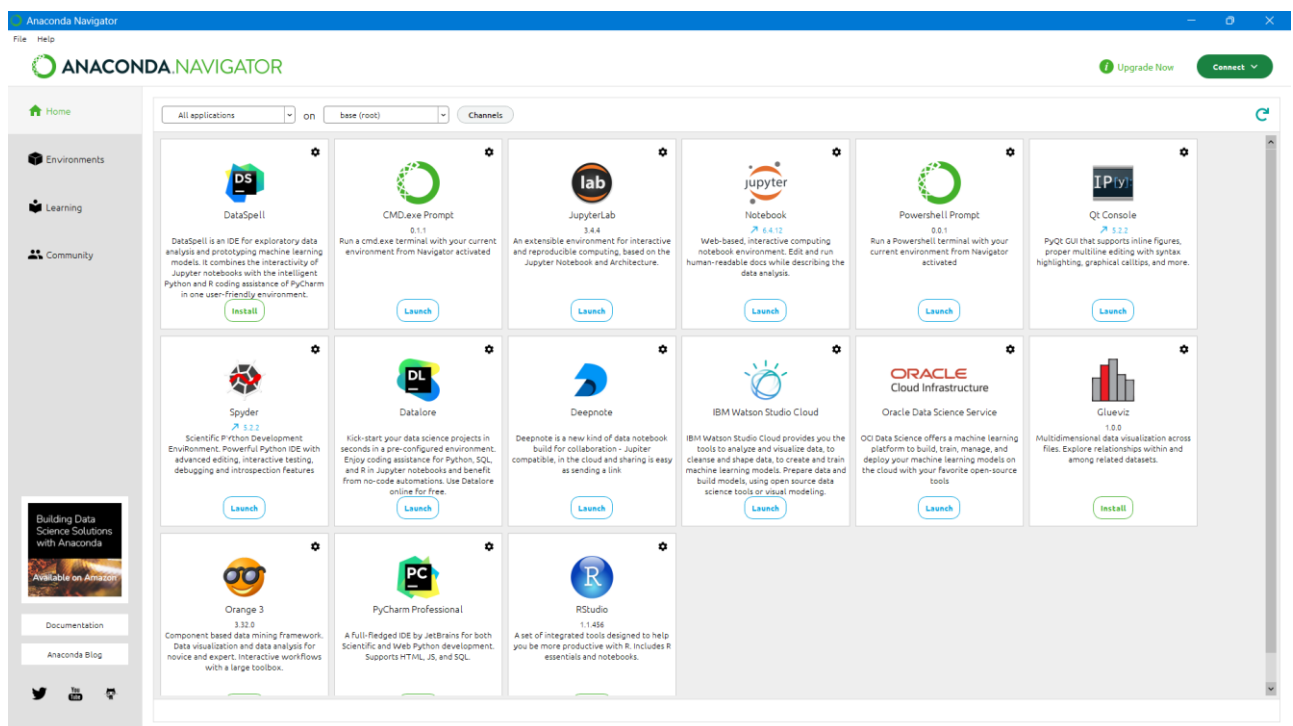 Anaconda Navigator
File Help
ANACONDA.NAVIGATOR
Upgrade Now
Connect
Home
Environments
Learning
Community
All applications
on
base (root)
Channels
DS
DataSpell
DataSpell is an IDE for exploratory data
analysis and prototyping machine learning
models. It combines the interactivity of
Jupyter notebooks with the intelligent
Python and R coding assistance of PyCharm
in one user-friendly environment.
Install
CMD.exe Prompt
0.1.1
Run a cmd.exe terminal with your current
environment from Navigator activated
Launch
lab
JupyterLab
3.4.4
An extensible environment for interactive
and reproducible computing, based on the
Jupyter Notebook and Architecture.
Launch
jupyter
Notebook
6.4.12
Web-based, interactive computing
notebook environment. Edit and run
human-readable docs while describing the
data analysis.
Launch
Powershell Prompt
0.0.1
Run a Powershell terminal with your
current environment from Navigator
activated
Launch
IP[y]:
Qt Console
5.2.2
PyQt GUI that supports inline figures,
proper multiline editing with syntax
highlighting, graphical calltips, and more.
Launch
Spyder
5.2.2
Scientific PYthon Development
EnviRonment. Powerful Python IDE with
advanced editing, interactive testing,
debugging and introspection features
Launch
DL
Datalore
Kick-start your data science projects in
seconds in a pre-configured environment.
Enjoy coding assistance for Python, SQL,
and R in Jupyter notebooks and benefit
from no-code automations. Use Datalore
online for free.
Launch
Deepnote
Deepnote is a new kind of data notebook
build for collaboration - Jupiter
compatible, in the cloud and sharing is easy
as sending a link
Launch
IBM Watson Studio Cloud
IBM Watson Studio Cloud provides you the
tools to analyze and visualize data, to
cleanse and shape data, to create and train
machine learning models. Prepare data and
build models, using open source data
science tools or visual modeling.
Launch
ORACLE
Cloud Infrastructure
Oracle Data Science Service
OCI Data Science offers a machine learning
platform to build, train, manage, and
deploy your machine learning models on
the cloud with your favorite open-source
tools
Launch
Glueviz
1.0.0
Multidimensional data visualization across
files. Explore relationships within and
among related datasets.
Install
Orange 3
3.32.0
Component based data mining framework.
Data visualization and data analysis for
novice and expert. Interactive workflows
with a large toolbox.
PC
PyCharm Professional
A full-fledged IDE by JetBrains for both
Scientific and Web Python development.
Supports HTML, JS, and SQL.
R
RStudio
1.1.456
A set of integrated tools designed to help
you be more productive with R. Includes R
essentials and notebooks.
Building Data
Science Solutions
with Anaconda
Available on Amazon
Documentation
Anaconda Blog
You
Tube